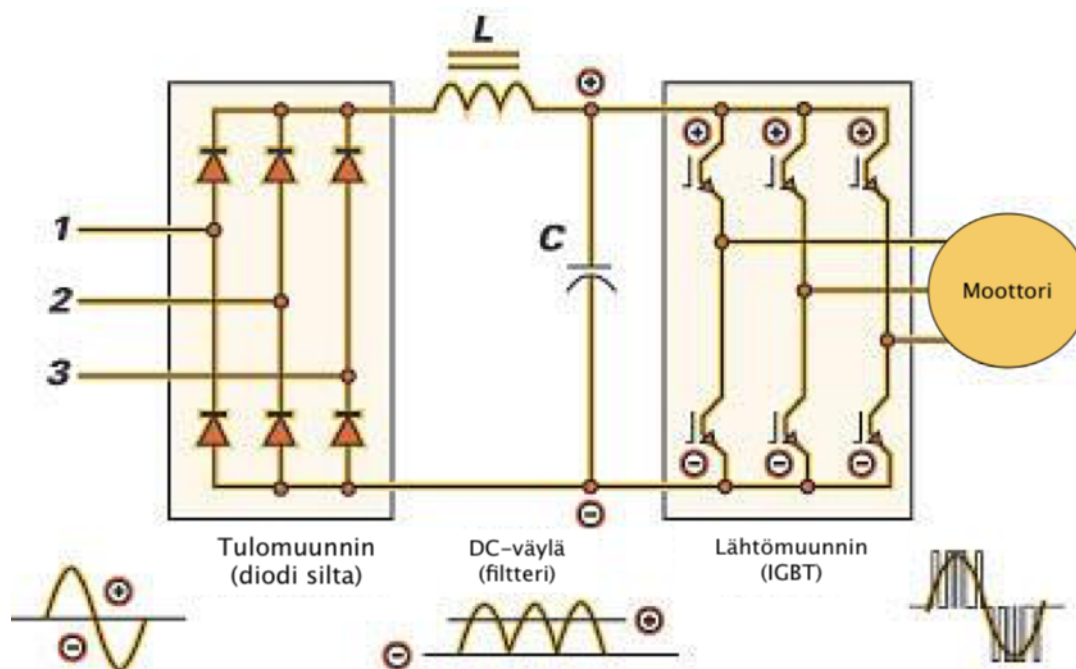 L
1
2
3
C
Moottori
Tulomuunnin
(diodi silta)
DC-väylä
(filtteri)
Lähtömuunnin
(IGBT)